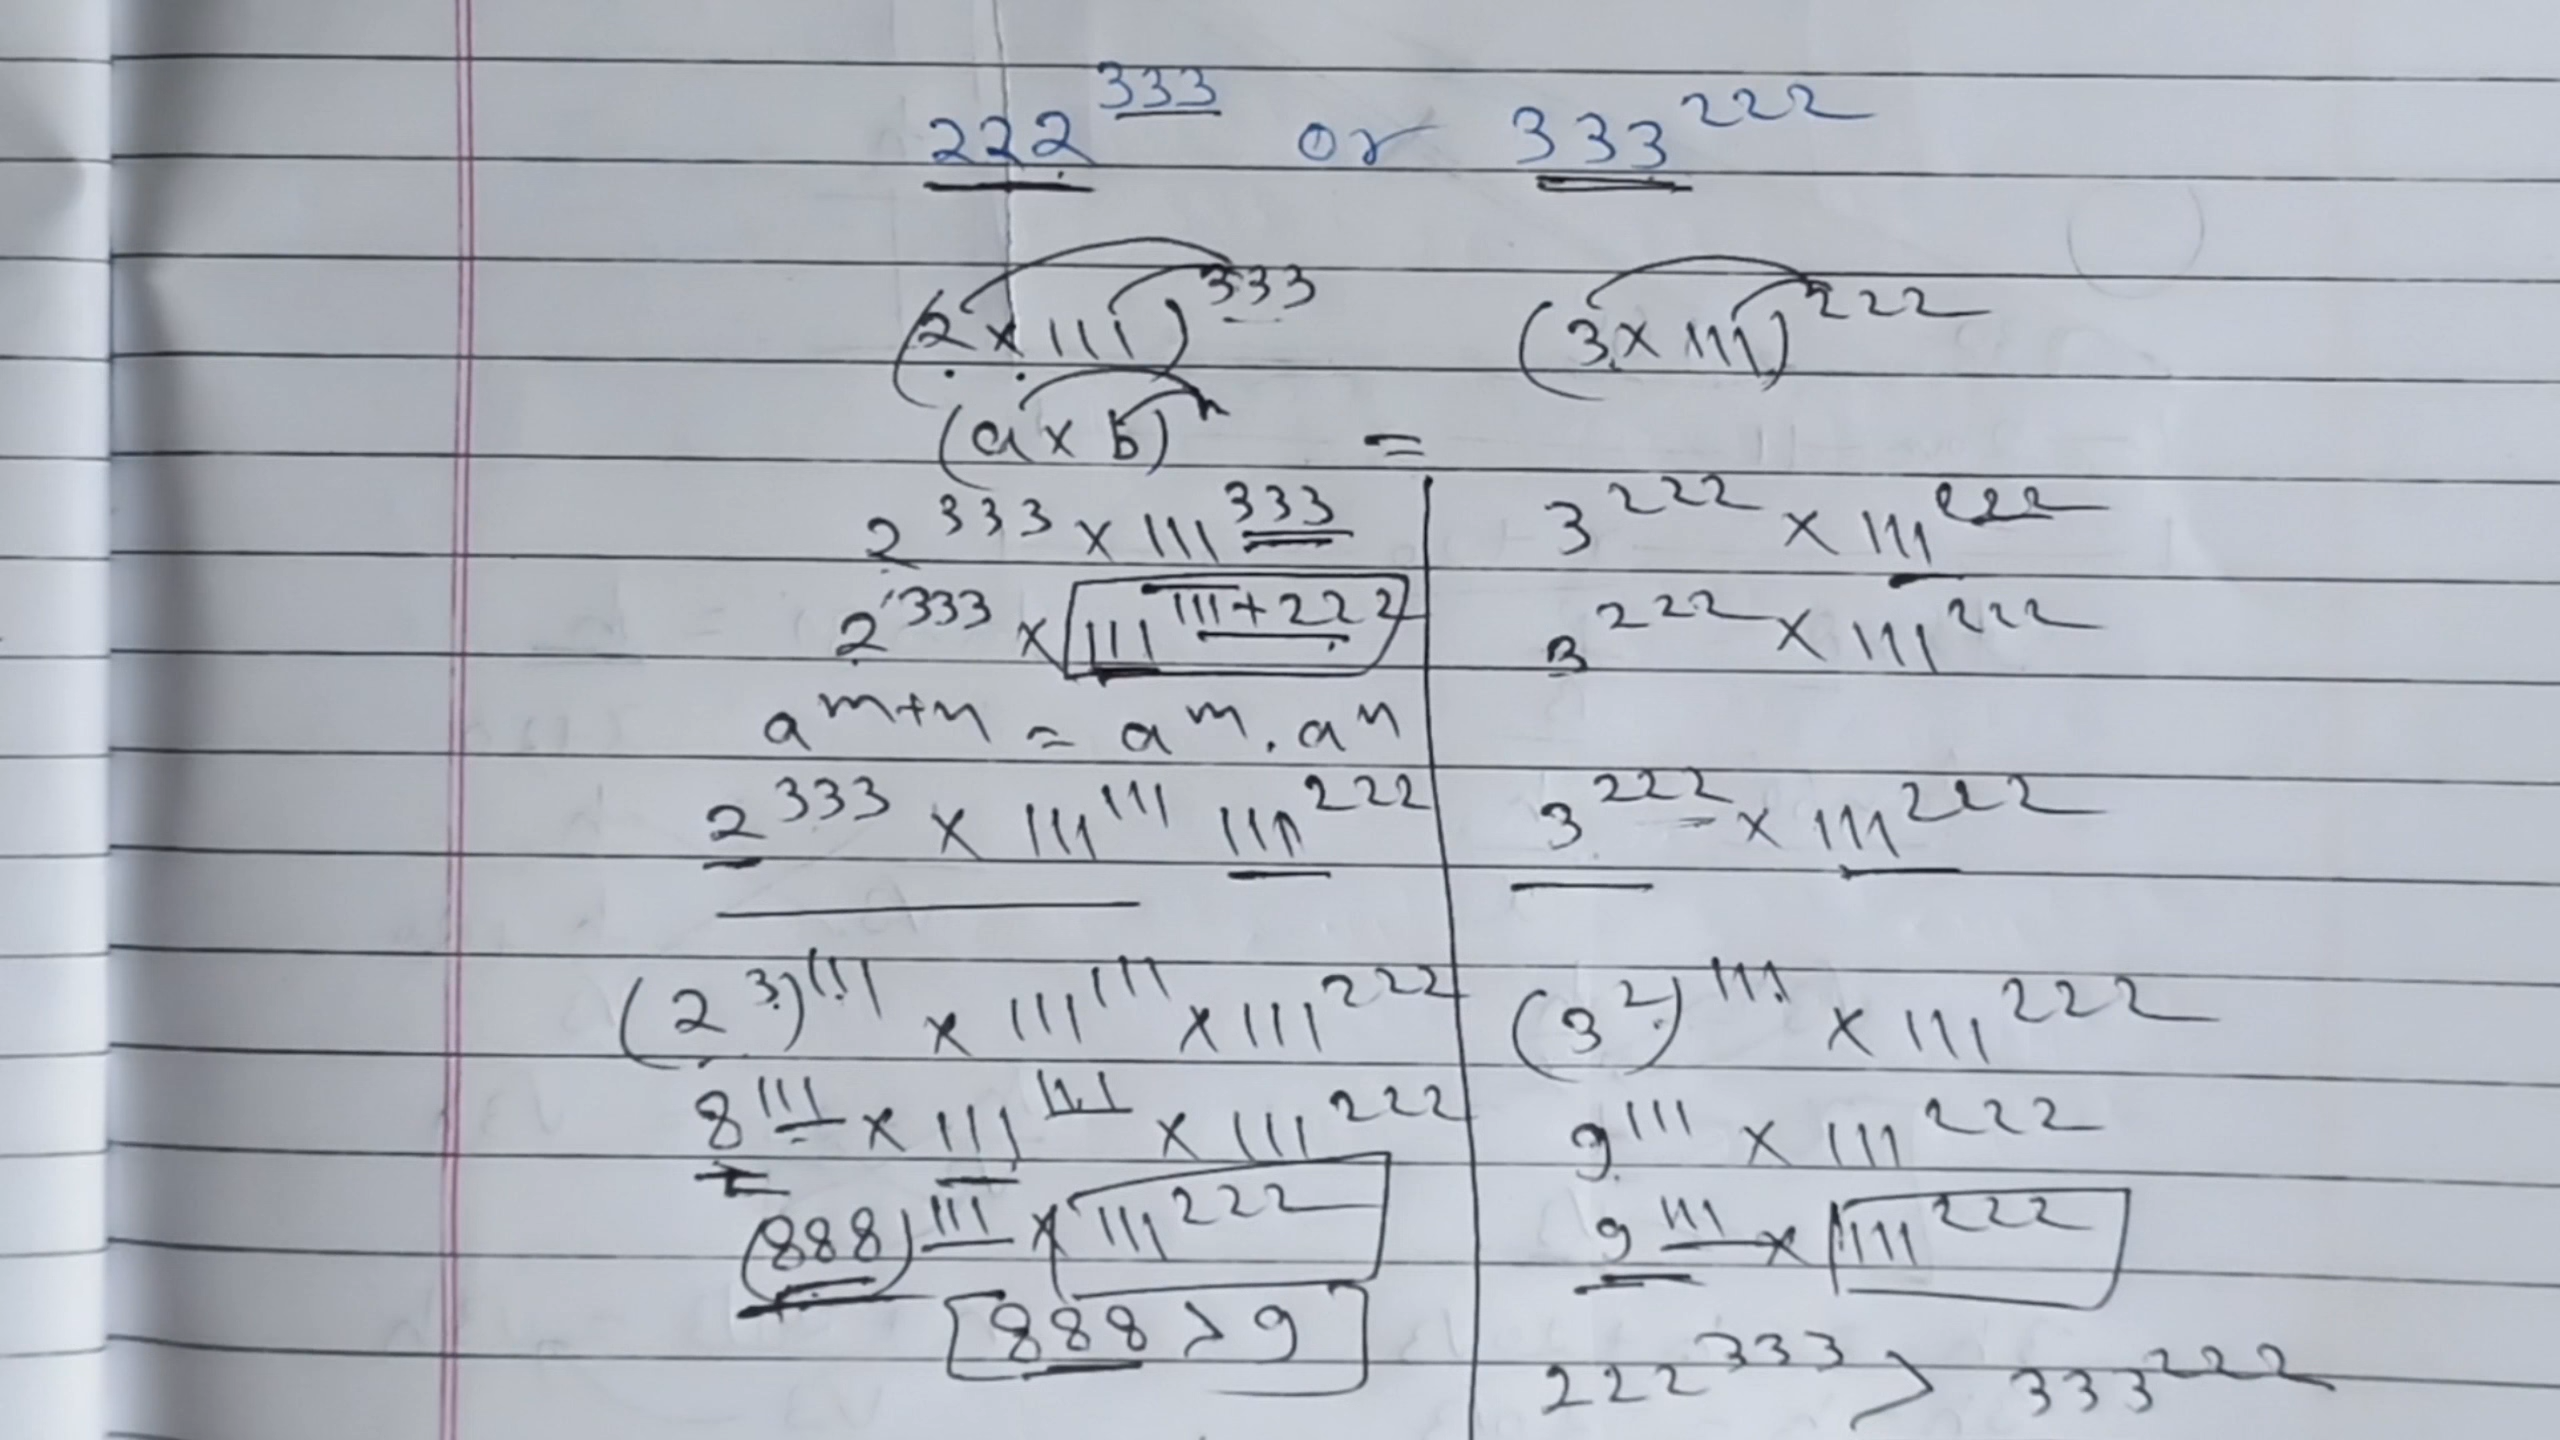 222^333 or 333^222
(2 × 111)^333 (3 × 111)^222
(a × b)^n =
2^333 × 111^333 3^222 × 111^222
2^333 × 111^111+222 3^222 × 111^222
a^m+n = a^m . a^n
2^333 × 111^111 111^222 3^222 × 111^222
(2^3)^111 × 111^111 × 111^222 (3^2)^111 × 111^222
8^111 × 111^111 × 111^222 9^111 × 111^222
(888)^111 × 111^222 9^111 × 111^222
888 > 9
222^333 > 333^222